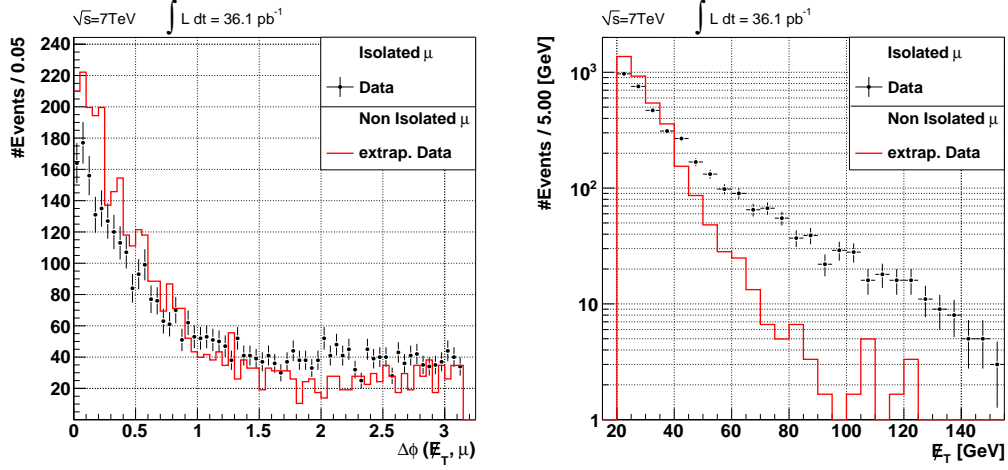 √s=7TeV ∫ L dt = 36.1 pb⁻¹
#Events / 0.05
240
220
200
180
160
140
120
100
80
60
40
20
Isolated μ
Data
Non Isolated μ
extrap. Data
0 0.5 1 1.5 2 2.5 3
Δϕ (E̸_T, μ)
√s=7TeV ∫ L dt = 36.1 pb⁻¹
#Events / 5.00 [GeV]
10³
10²
10
1
Isolated μ
Data
Non Isolated μ
extrap. Data
20 40 60 80 100 120 140
E̸_T [GeV]